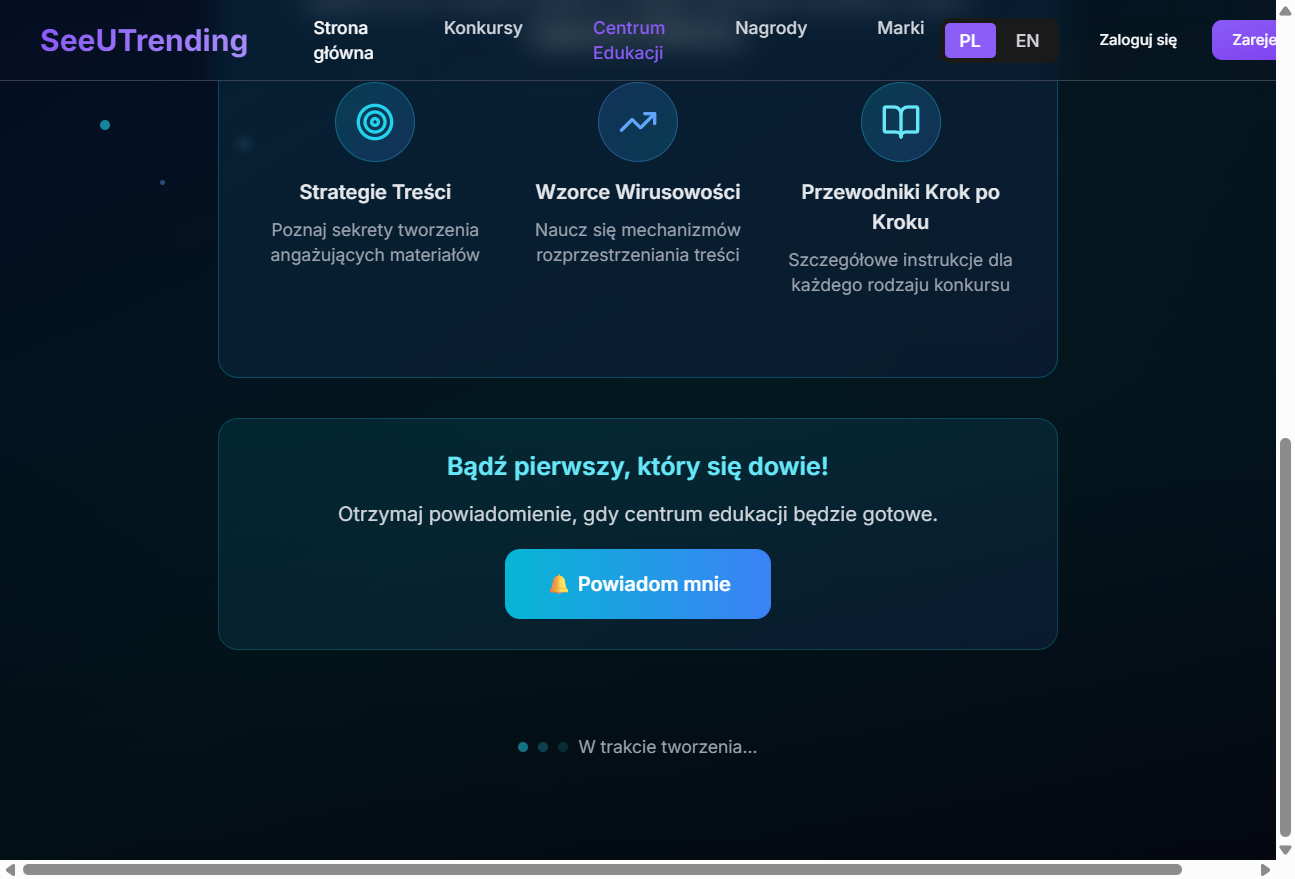 SeeUTrending
Strona
główna
Konkursy
Centrum
Edukacji
Nagrody
Marki
PL
EN
Zaloguj się
Zareje
Strategie Treści
Poznaj sekrety tworzenia
angażujących materiałów
Wzorce Wirusowości
Naucz się mechanizmów
rozprzestrzeniania treści
Przewodniki Krok po
Kroku
Szczegółowe instrukcje dla
każdego rodzaju konkursu
Bądź pierwszy, który się dowie!
Otrzymaj powiadomienie, gdy centrum edukacji będzie gotowe.
Powiadom mnie
W trakcie tworzenia...